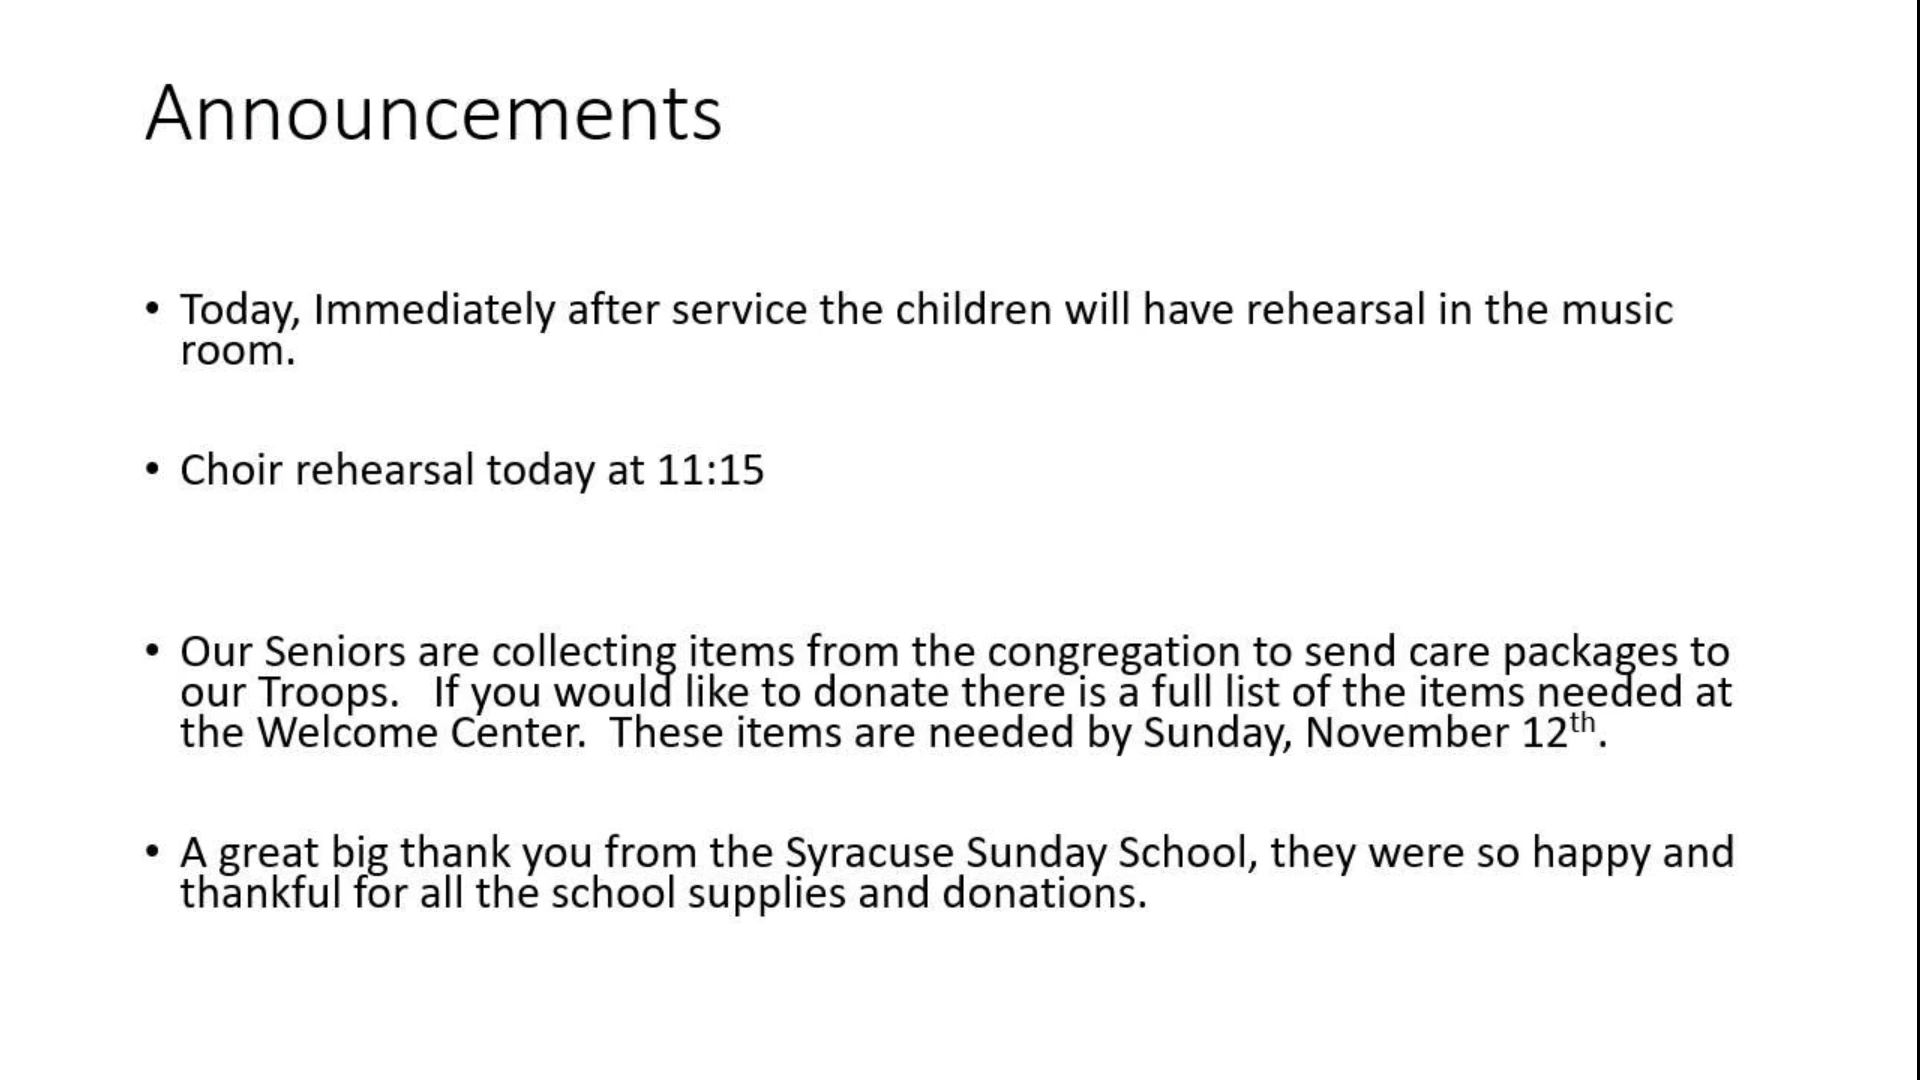 Announcements
• Today, Immediately after service the children will have rehearsal in the music
room.
• Choir rehearsal today at 11:15
• Our Seniors are collecting items from the congregation to send care packages to
our Troops.   If you would like to donate there is a full list of the items needed at
the Welcome Center.  These items are needed by Sunday, November 12th.
• A great big thank you from the Syracuse Sunday School, they were so happy and
thankful for all the school supplies and donations.